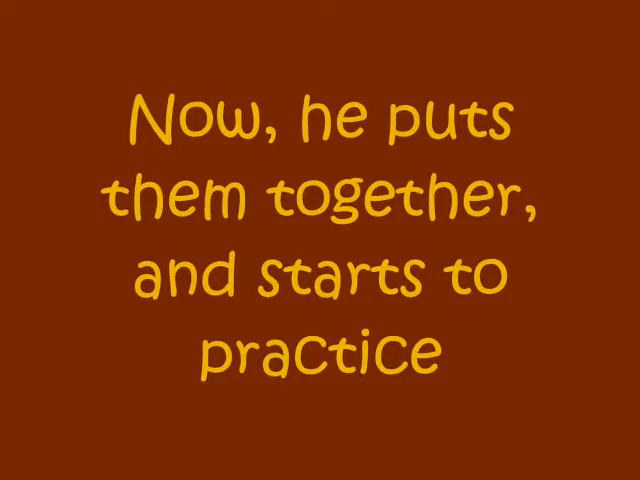 Now, he puts
them together,
and starts to
practice